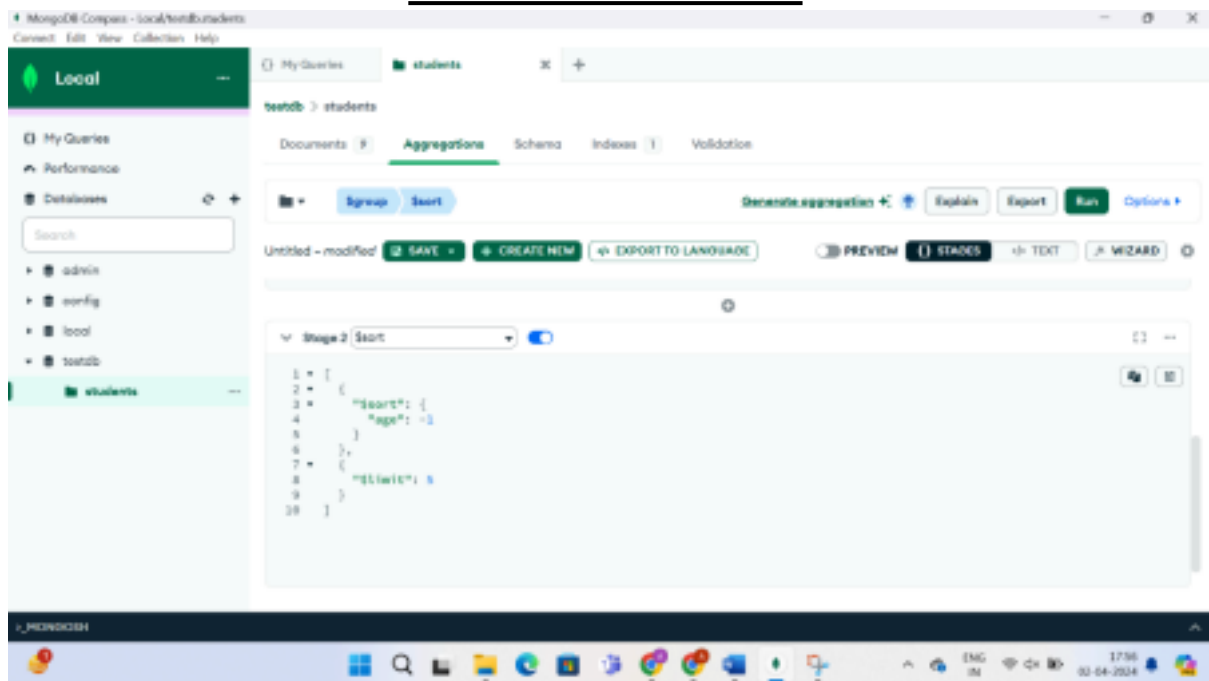 MongoDB Compass - Local/testdb.students
Connect Edit View Collection Help
Local
My Queries
students
testdb > students
My Queries
Performance
Databases
Search
admin
config
local
testdb
students
Documents 9 Aggregations Schema Indexes 1 Validation
$group $sort
Generate aggregation Explain Export Run Options
Untitled - modified SAVE CREATE NEW EXPORT TO LANGUAGE PREVIEW {} STAGES </> TEXT WIZARD
Stage 2 $sort
1 [
2 {
3 "$sort": {
4 "age": -1
5 }
6 },
7 {
8 "$limit": 5
9 }
10 ]
>_MONGOSH
ENG
IN
17:56
02-04-2024